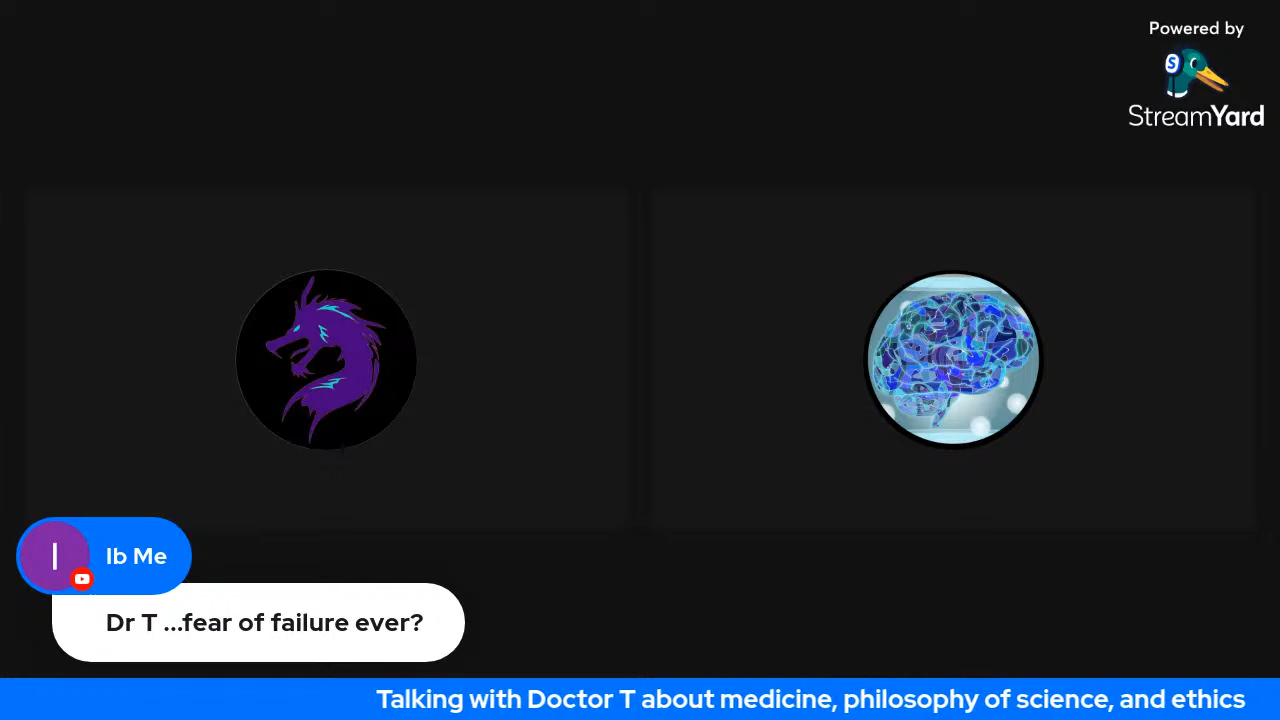 Powered by
S
StreamYard
I
Ib Me
Dr T ...fear of failure ever?
Talking with Doctor T about medicine, philosophy of science, and ethics